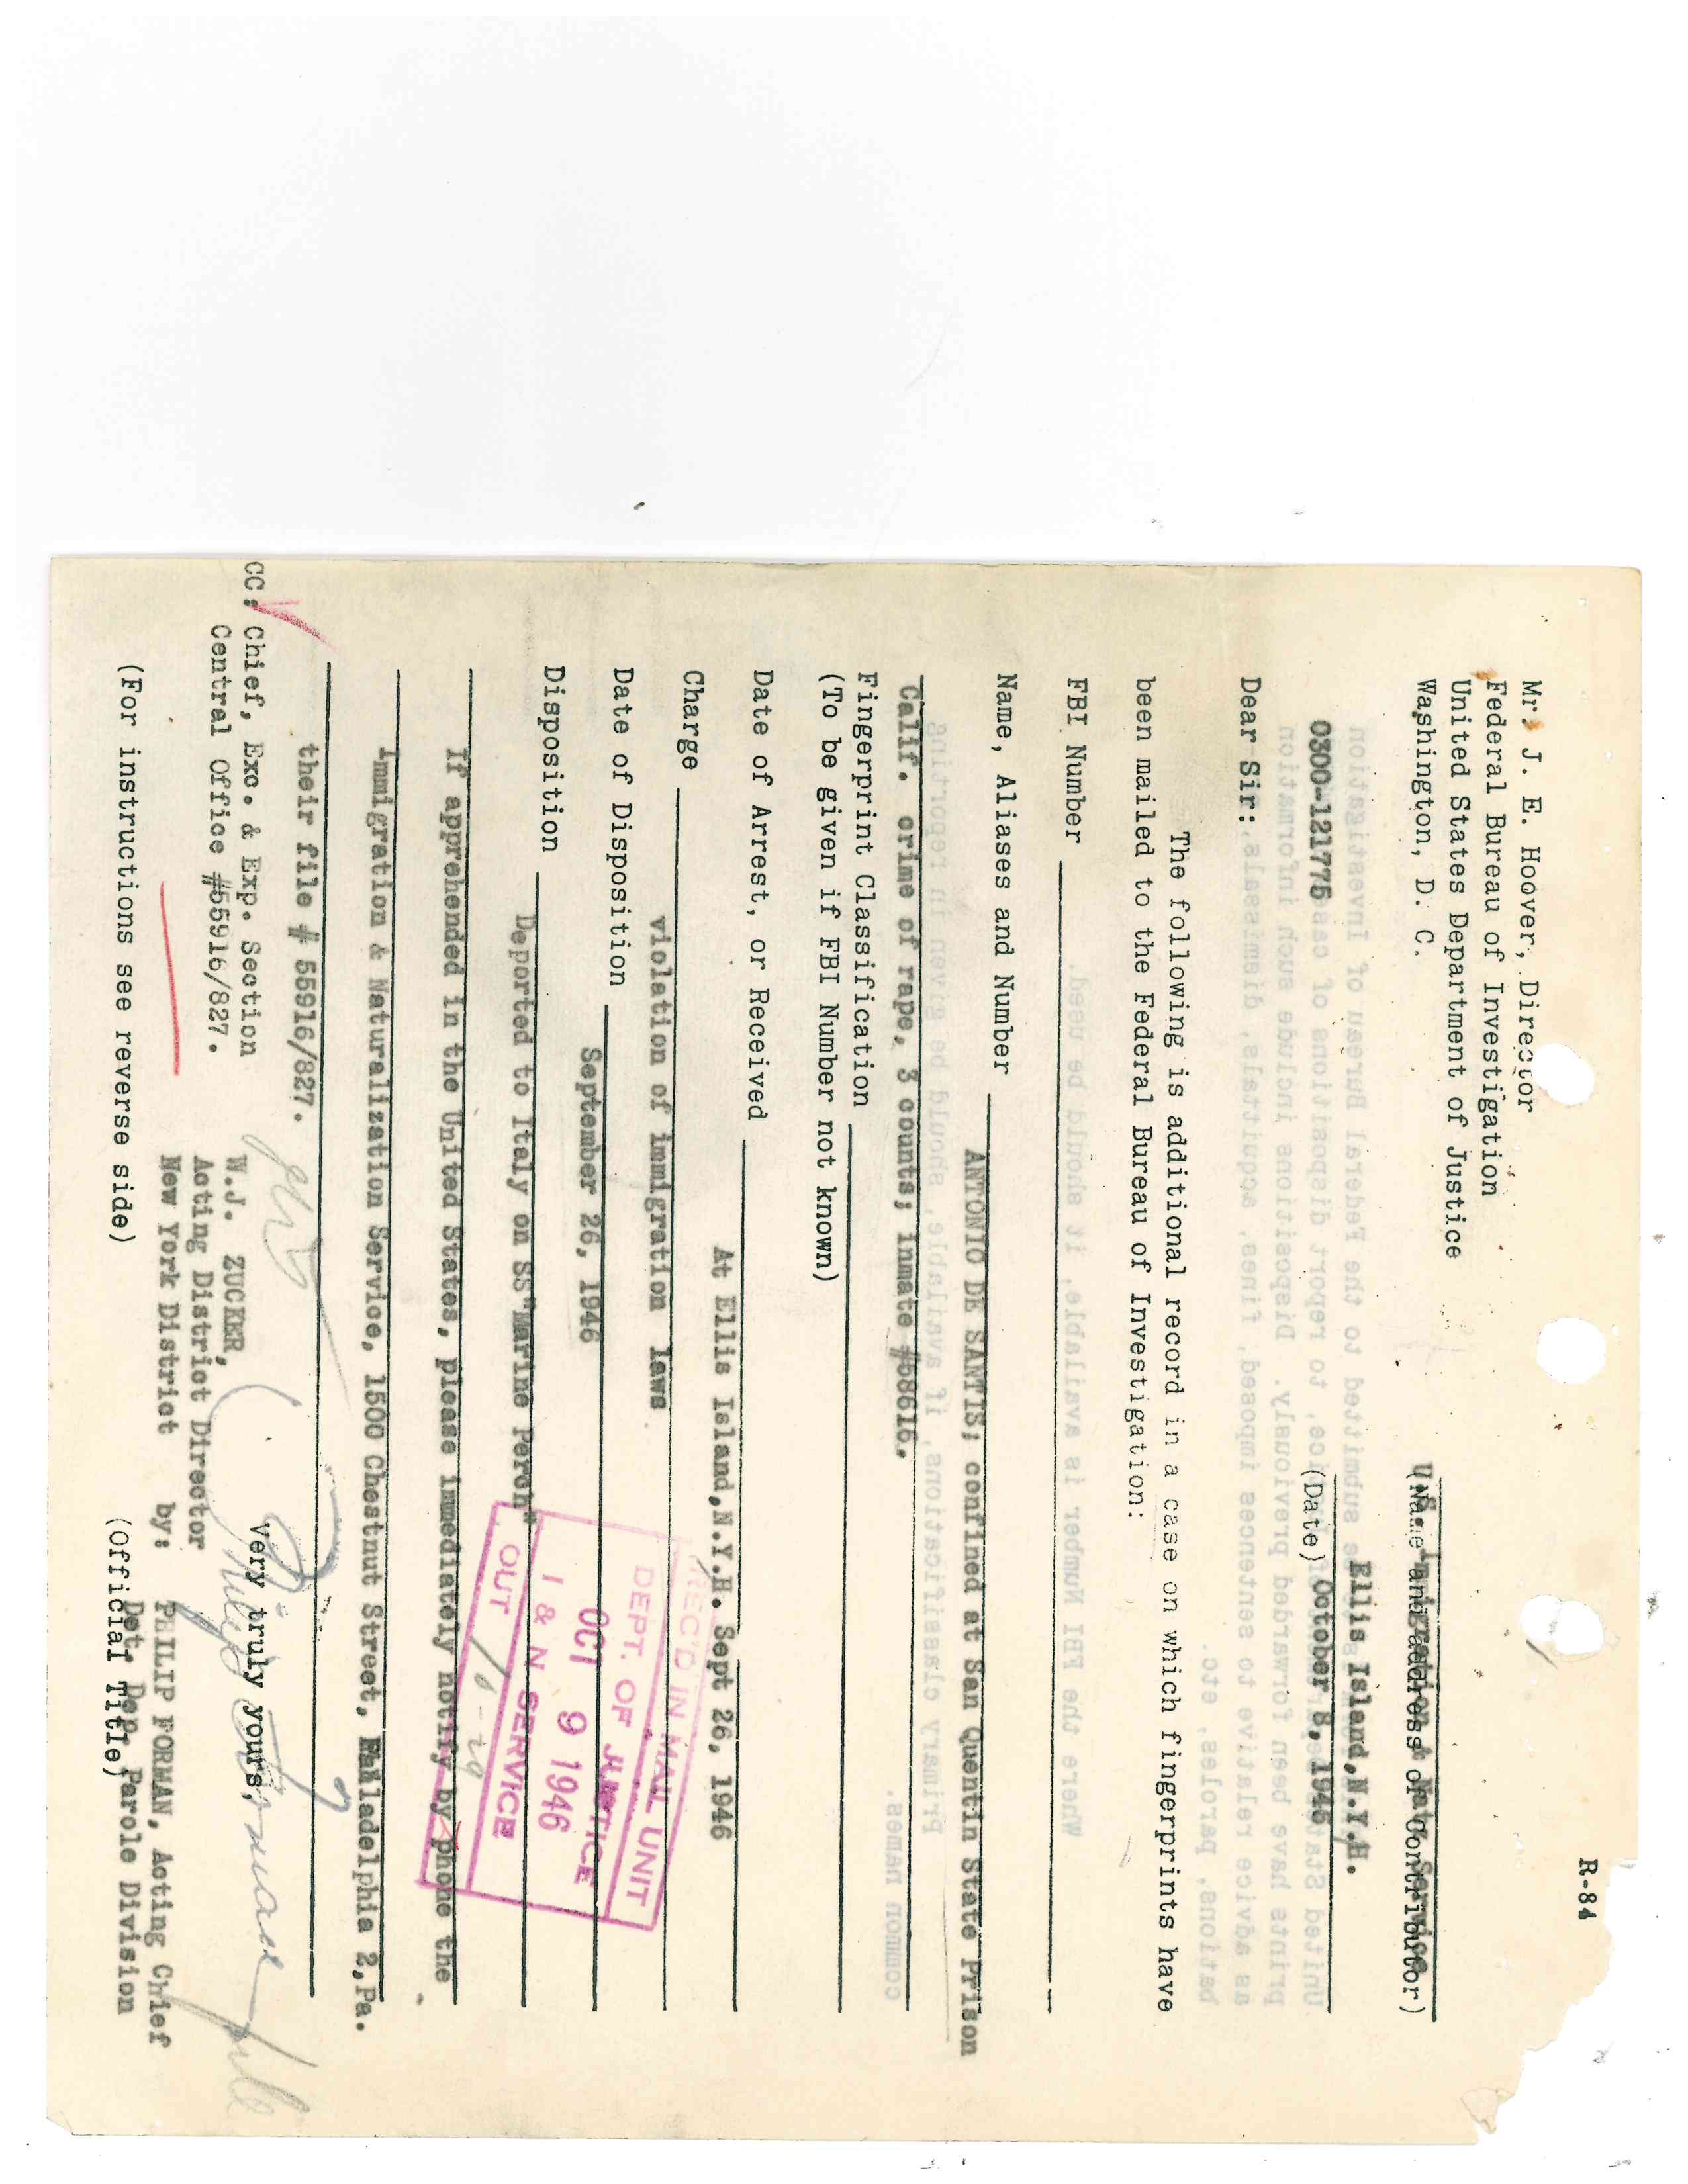 R-84
Mr. J. E. Hoover, Director
Federal Bureau of Investigation
United States Department of Justice
Washington, D. C.
U.S. Immigration & Natz Service
(Name and address of Contributor)
Ellis Island,N.Y.H.
0300-121775
(Date) October 8, 1946
Dear Sir:
The following is additional record in a case on which fingerprints have
been mailed to the Federal Bureau of Investigation:
FBI Number
Name, Aliases and Number
ANTONIO DE SANTIS; confined at San Quentin State Prison
Calif. crime of rape, 3 counts; inmate #58616.
Fingerprint Classification
(To be given if FBI Number not known)
Date of Arrest, or Received
At Ellis Island,N.Y.H. Sept 26, 1946
Charge
violation of immigration laws
Date of Disposition
September 26, 1946
Disposition
Deported to Italy on SS"Marine Perch"
REC'D IN MAIL UNIT
DEPT. OF JUSTICE
OCT 9 1946
I & N SERVICE
OUT 10-29
If apprehended in the United States, please immediately notify by phone the
Immigration & Naturalization Service, 1500 Chestnut Street, Philadelphia 2,Pa.
their file # 55916/827.
CC: Chief, Exc. & Exp. Section
Central Office #55916/827.
Very truly yours,
Philip Forman
file
W.J. ZUCKER,
Acting District Director
New York District by: PHILIP FORMAN, Acting Chief
Det. Dep. Parole Division
(For instructions see reverse side)
(Official Title)